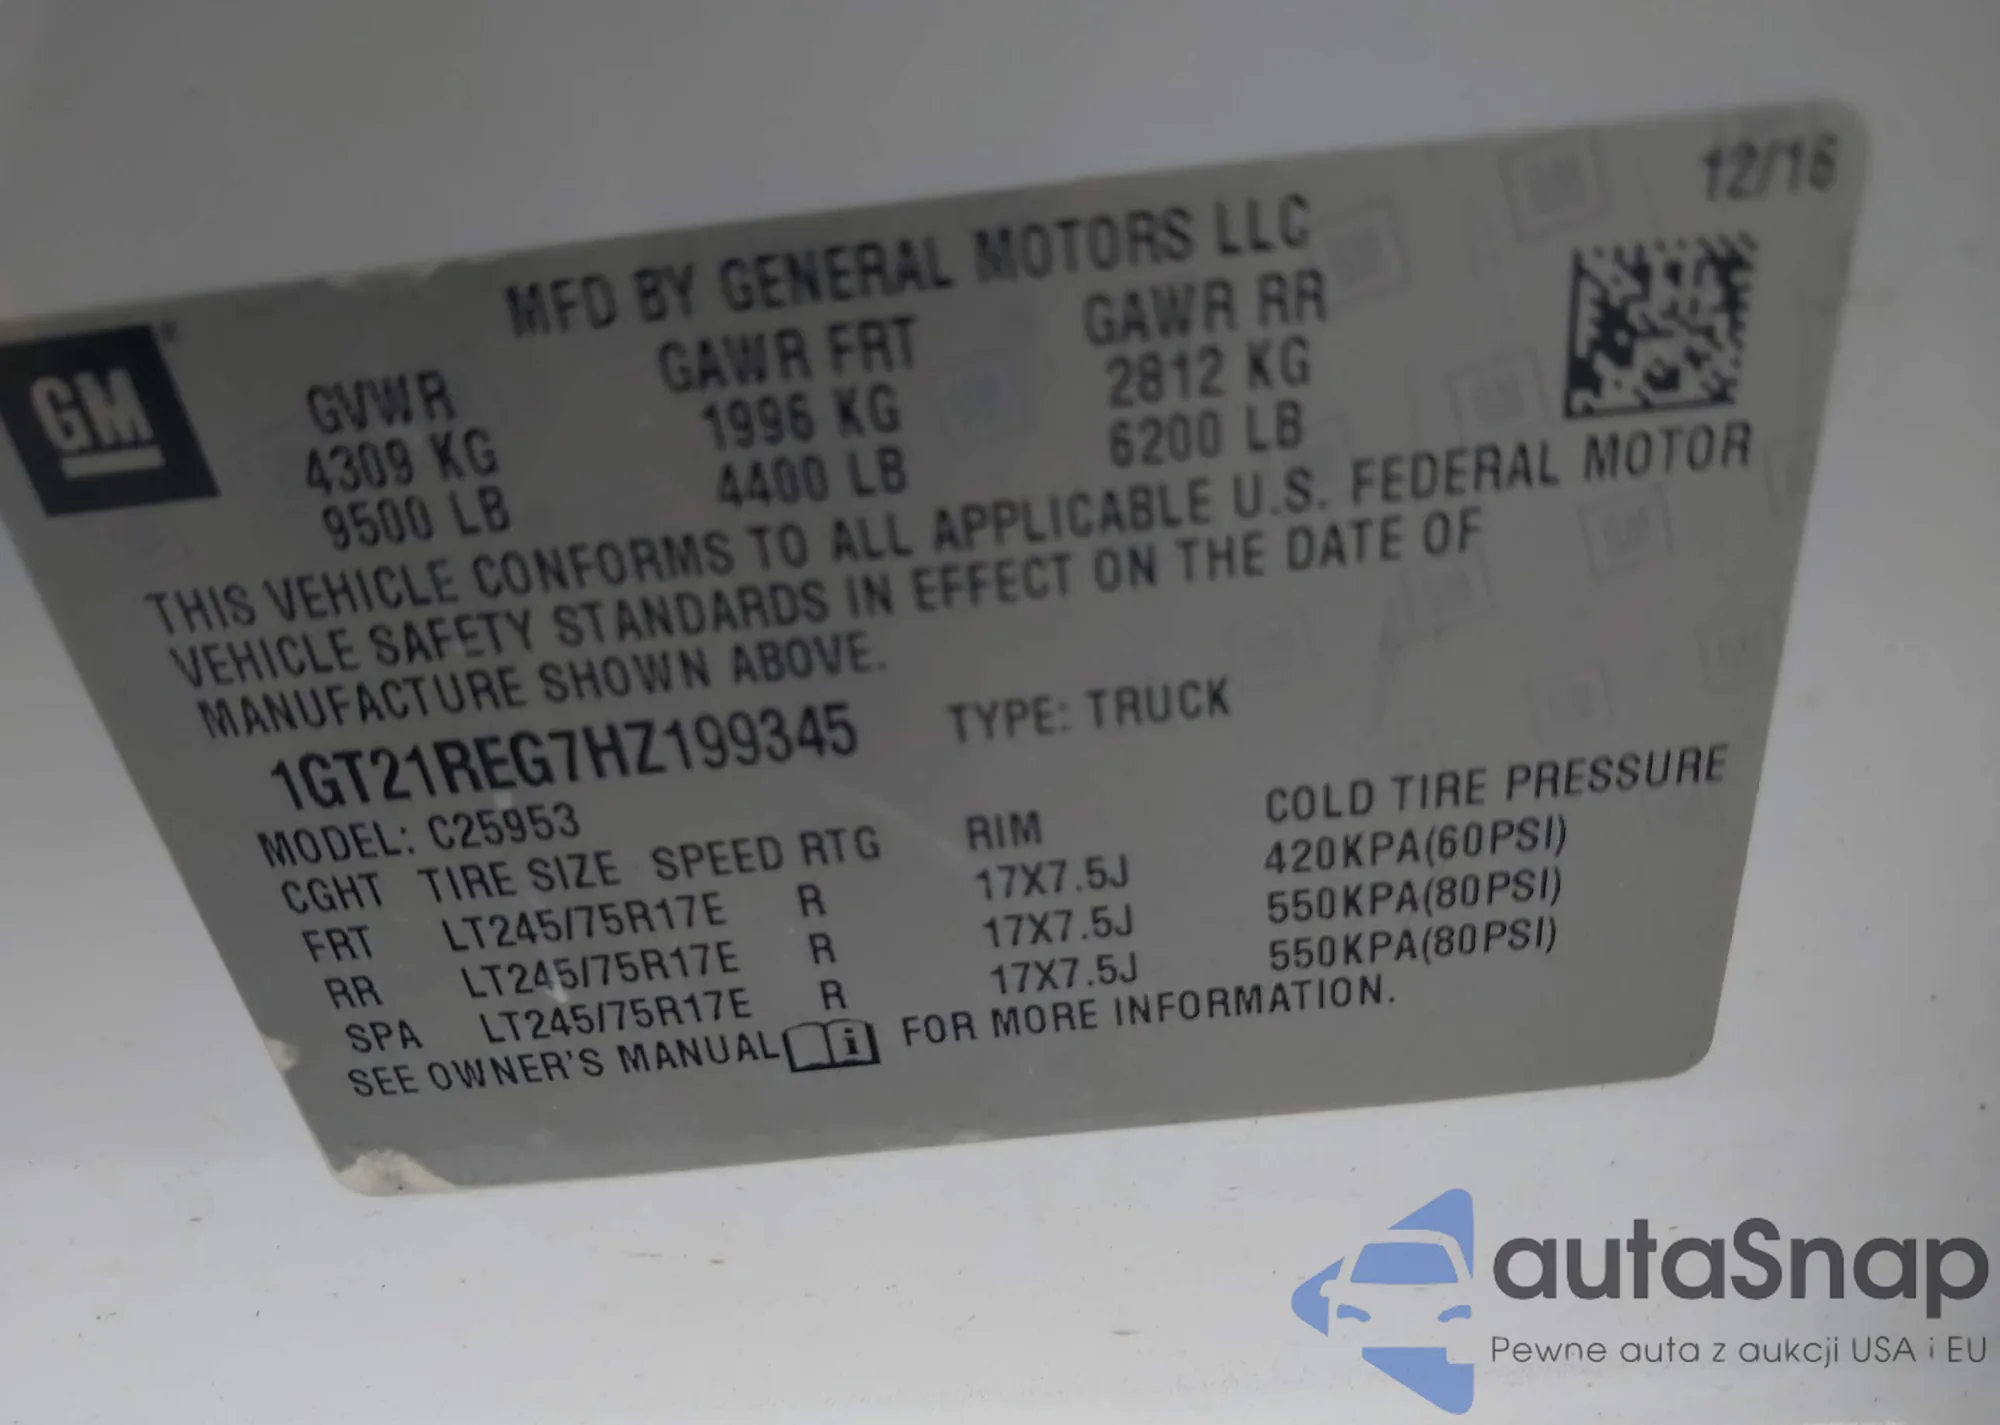 12/16
MFD BY GENERAL MOTORS LLC
GM
GVWR GAWR FRT GAWR RR
4309 KG 1996 KG 2812 KG
9500 LB 4400 LB 6200 LB
THIS VEHICLE CONFORMS TO ALL APPLICABLE U.S. FEDERAL MOTOR
VEHICLE SAFETY STANDARDS IN EFFECT ON THE DATE OF
MANUFACTURE SHOWN ABOVE.
1GT21REG7HZ199345 TYPE: TRUCK
MODEL: C25953
CGHT TIRE SIZE SPEED RTG RIM COLD TIRE PRESSURE
FRT LT245/75R17E R 17X7.5J 420KPA(60PSI)
RR LT245/75R17E R 17X7.5J 550KPA(80PSI)
SPA LT245/75R17E R 17X7.5J 550KPA(80PSI)
SEE OWNER'S MANUAL i FOR MORE INFORMATION.
autaSnap
Pewne auta z aukcji USA i EU